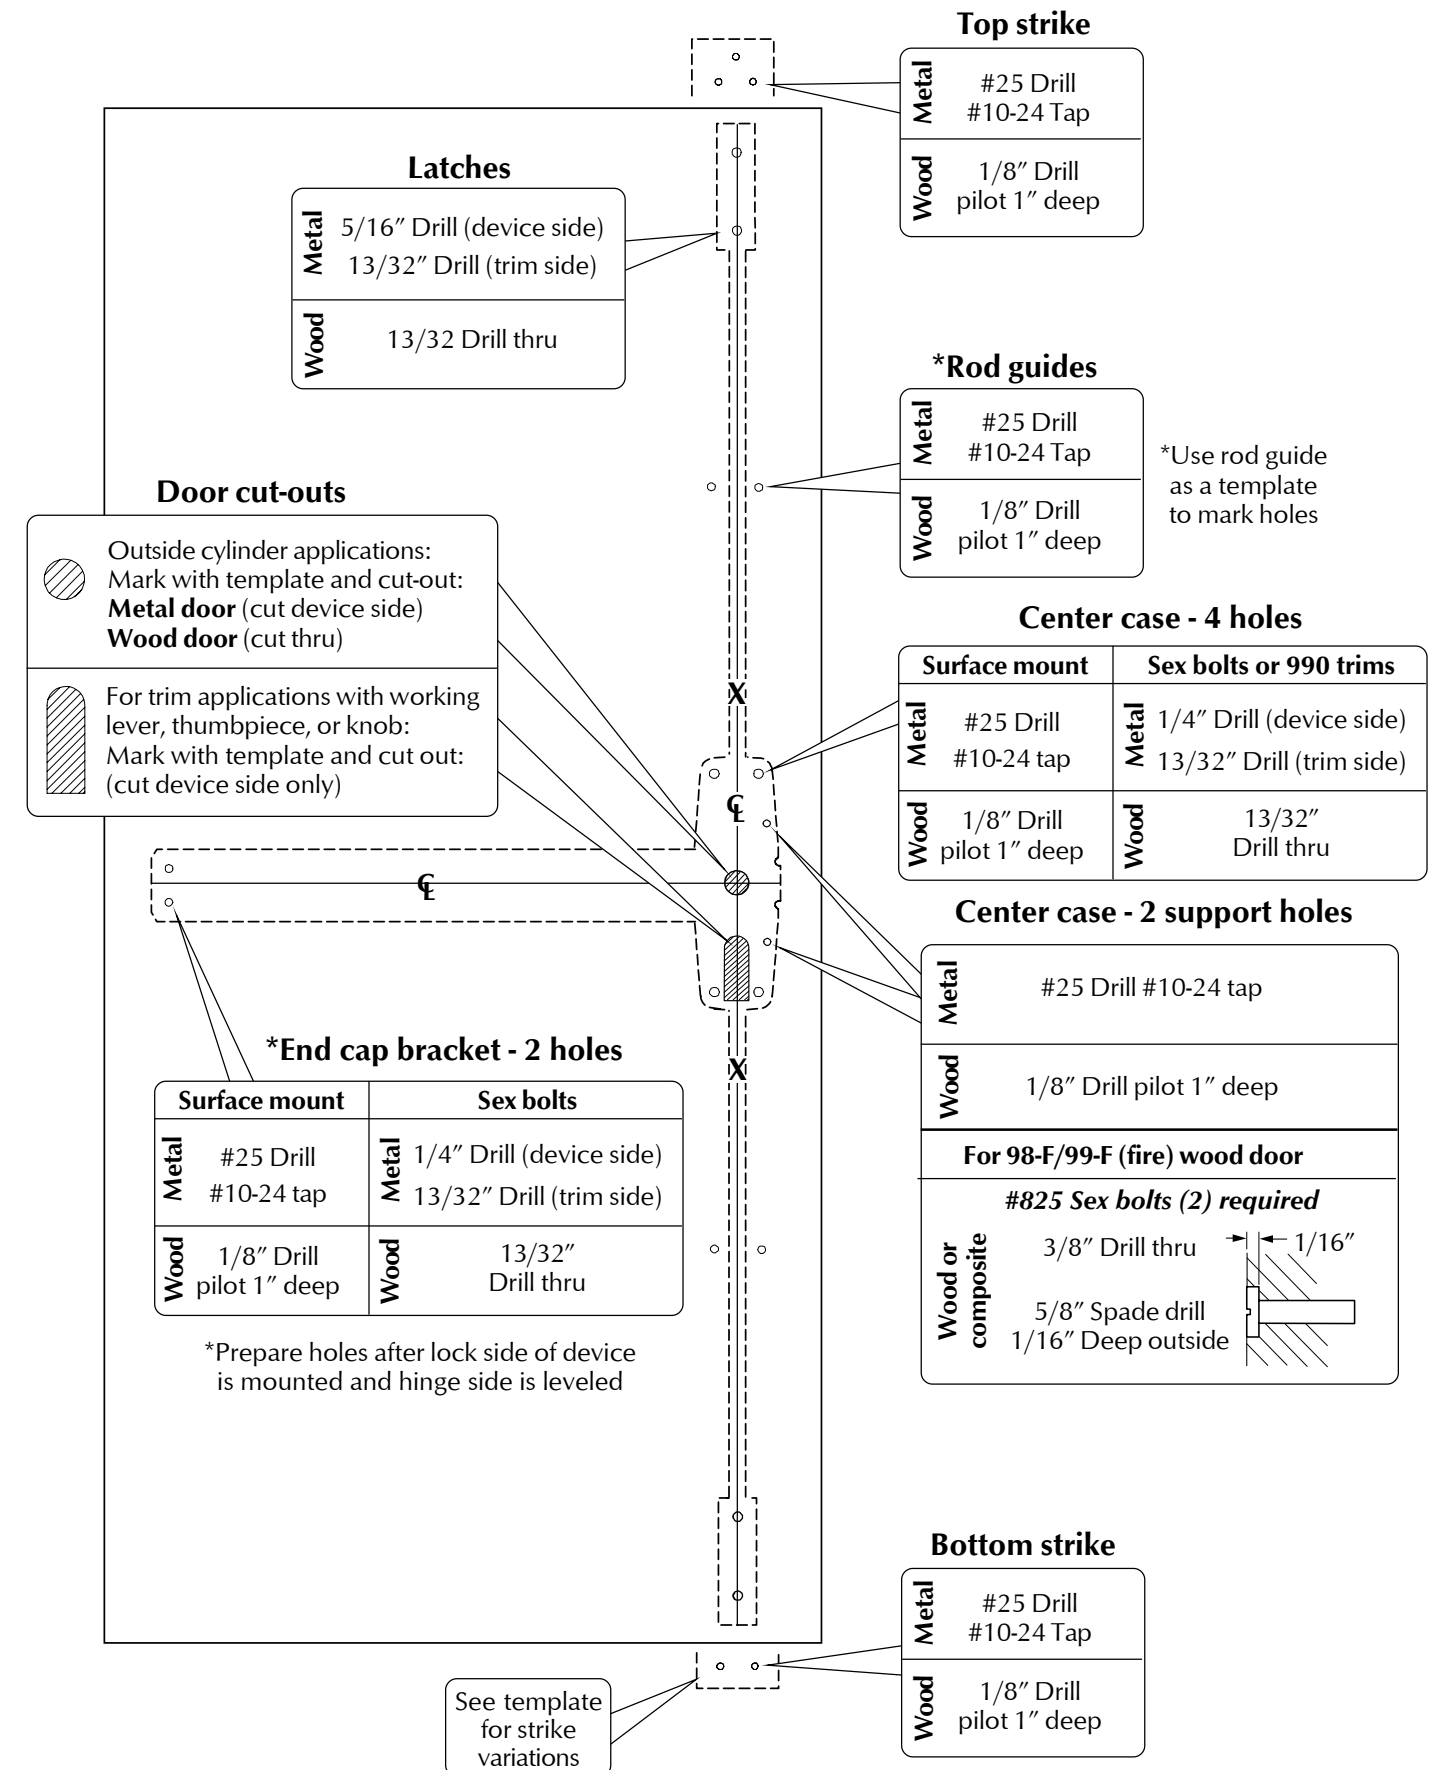 Top strike
Metal
#25 Drill
#10-24 Tap
Wood
1/8″ Drill
pilot 1″ deep
Latches
Metal
5/16″ Drill (device side)
13/32″ Drill (trim side)
Wood
13/32 Drill thru
*Rod guides
Metal
#25 Drill
#10-24 Tap
Wood
1/8″ Drill
pilot 1″ deep
*Use rod guide
as a template
to mark holes
Door cut-outs
Outside cylinder applications:
Mark with template and cut-out:
Metal door (cut device side)
Wood door (cut thru)
For trim applications with working
lever, thumbpiece, or knob:
Mark with template and cut out:
(cut device side only)
Center case - 4 holes
Surface mount
Sex bolts or 990 trims
Metal
#25 Drill
#10-24 tap
Metal
1/4″ Drill (device side)
13/32″ Drill (trim side)
Wood
1/8″ Drill
pilot 1″ deep
Wood
13/32″
Drill thru
X
℄
℄
X
Center case - 2 support holes
Metal
#25 Drill #10-24 tap
Wood
1/8″ Drill pilot 1″ deep
For 98-F/99-F (fire) wood door
#825 Sex bolts (2) required
Wood or
composite
3/8″ Drill thru
1/16″
5/8″ Spade drill
1/16″ Deep outside
*End cap bracket - 2 holes
Surface mount
Sex bolts
Metal
#25 Drill
#10-24 tap
Metal
1/4″ Drill (device side)
13/32″ Drill (trim side)
Wood
1/8″ Drill
pilot 1″ deep
Wood
13/32″
Drill thru
*Prepare holes after lock side of device
is mounted and hinge side is leveled
Bottom strike
Metal
#25 Drill
#10-24 Tap
Wood
1/8″ Drill
pilot 1″ deep
See template
for strike
variations